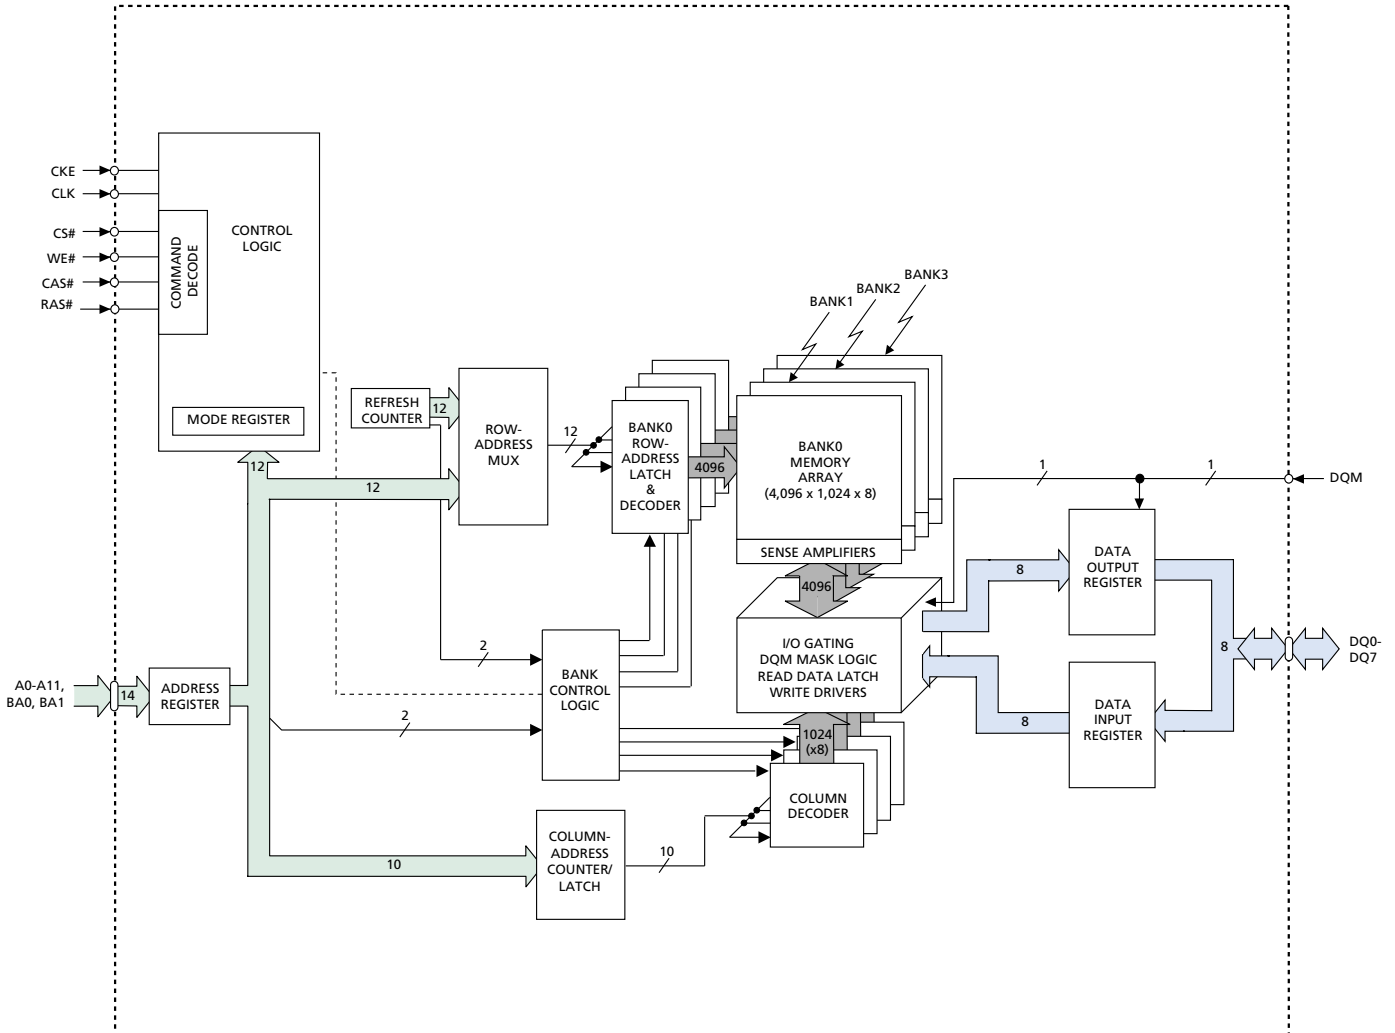 CKE
CLK
CS#
WE#
CAS#
RAS#
COMMAND
DECODE
CONTROL
LOGIC
MODE REGISTER
12
REFRESH
COUNTER
12
12
ROW-
ADDRESS
MUX
12
BANK0
ROW-
ADDRESS
LATCH
&
DECODER
4096
BANK1
BANK2
BANK3
BANK0
MEMORY
ARRAY
(4,096 x 1,024 x 8)
SENSE AMPLIFIERS
4096
I/O GATING
DQM MASK LOGIC
READ DATA LATCH
WRITE DRIVERS
1
1
DQM
8
DATA
OUTPUT
REGISTER
8
DQ0-
DQ7
DATA
INPUT
REGISTER
8
A0-A11,
BA0, BA1
14
ADDRESS
REGISTER
2
2
BANK
CONTROL
LOGIC
1024
(x8)
COLUMN
DECODER
10
COLUMN-
ADDRESS
COUNTER/
LATCH
10